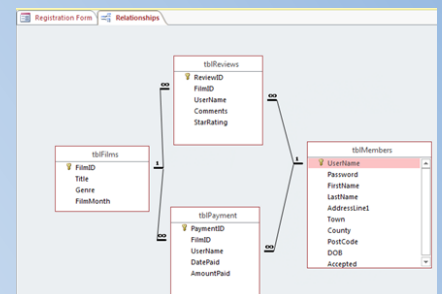 Registration Form
Relationships
tblReviews
ReviewID
FilmID
UserName
Comments
StarRating
tblFilms
FilmID
Title
Genre
FilmMonth
tblPayment
PaymentID
FilmID
UserName
DatePaid
AmountPaid
tblMembers
UserName
Password
FirstName
LastName
AddressLine1
Town
County
PostCode
DOB
Accepted
∞
∞
1
1
∞
∞